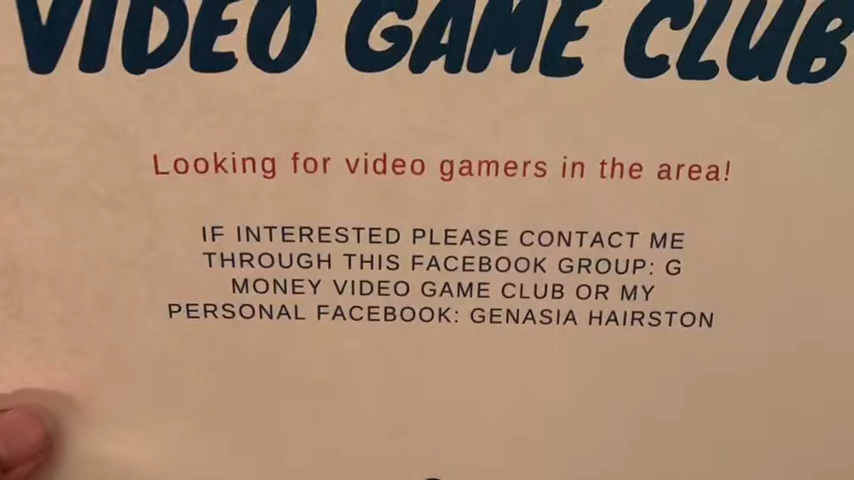 VIDEO GAME CLUB
Looking for video gamers in the area!
IF INTERESTED PLEASE CONTACT ME
THROUGH THIS FACEBOOK GROUP: G
MONEY VIDEO GAME CLUB OR MY
PERSONAL FACEBOOK: GENASIA HAIRSTON